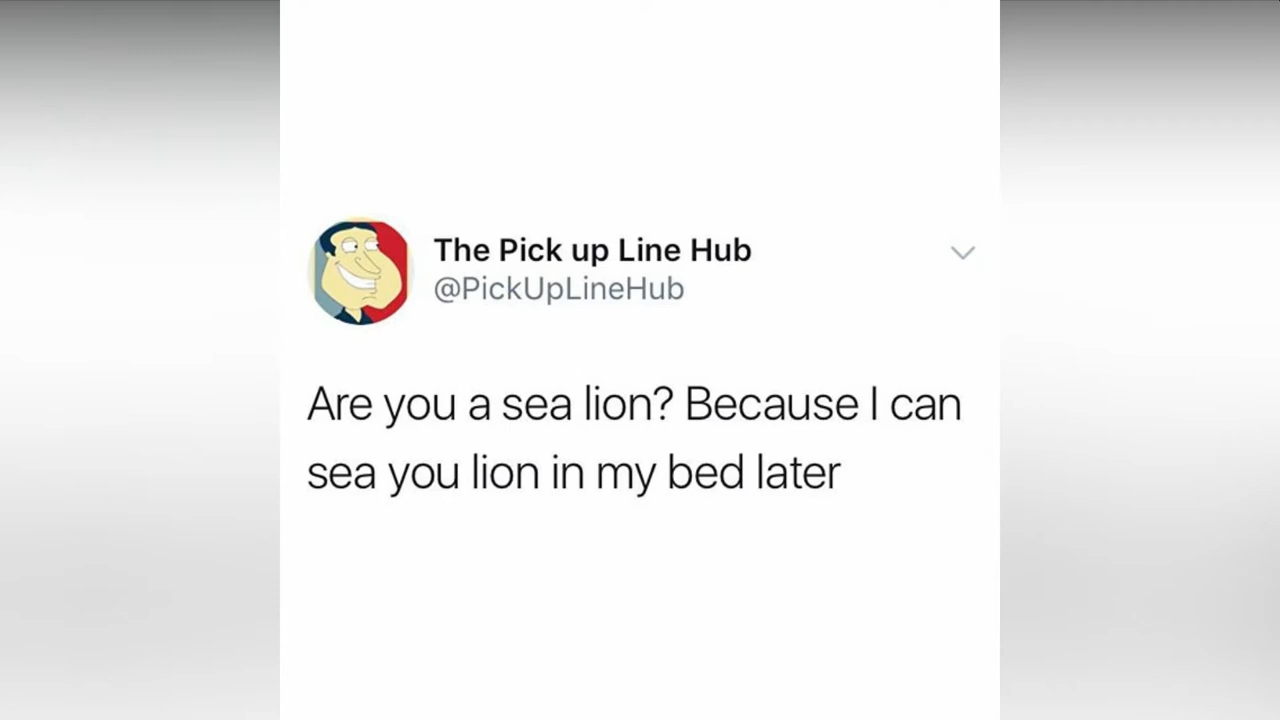 The Pick up Line Hub
@PickUpLineHub
Are you a sea lion? Because I can
sea you lion in my bed later